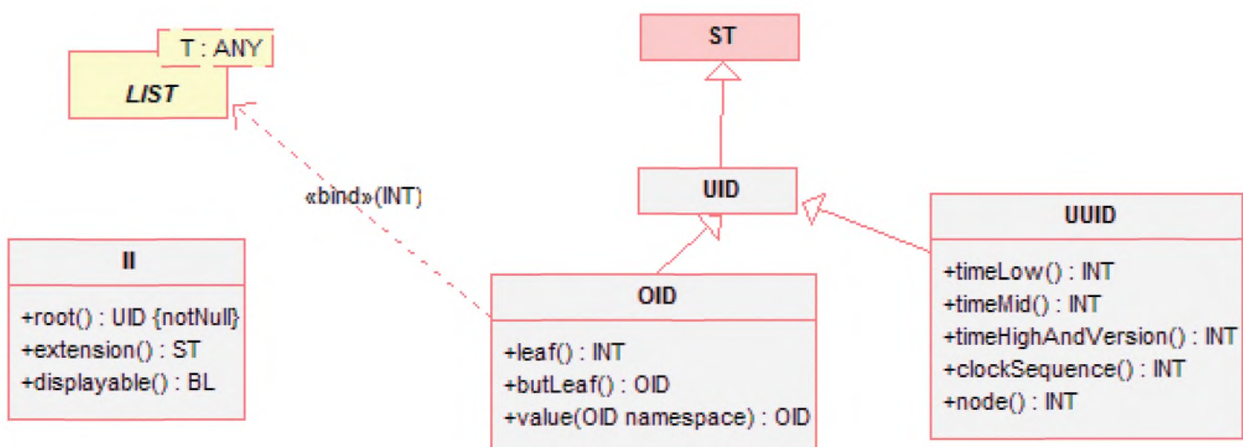 T : ANY
LIST
ST
«bind»(INT)
UID
II
+root() : UID {notNull}
+extension() : ST
+displayable() : BL
OID
+leaf() : INT
+butLeaf() : OID
+value(OID namespace) : OID
UUID
+timeLow() : INT
+timeMid() : INT
+timeHighAndVersion() : INT
+clockSequence() : INT
+node() : INT